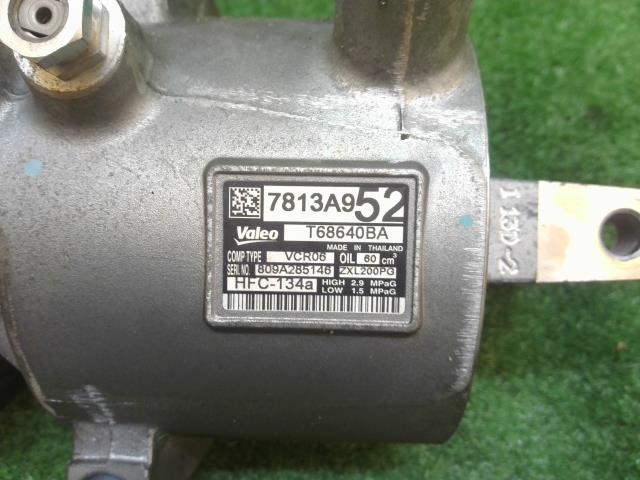 7813A952
Valeo T68640BA
MADE IN THAILAND
COMP TYPE VCR06 OIL 60 cm³
SERI NO. 809A285146 ZXL200PG
HFC-134a HIGH 2.9 MPaG
LOW 1.5 MPaG